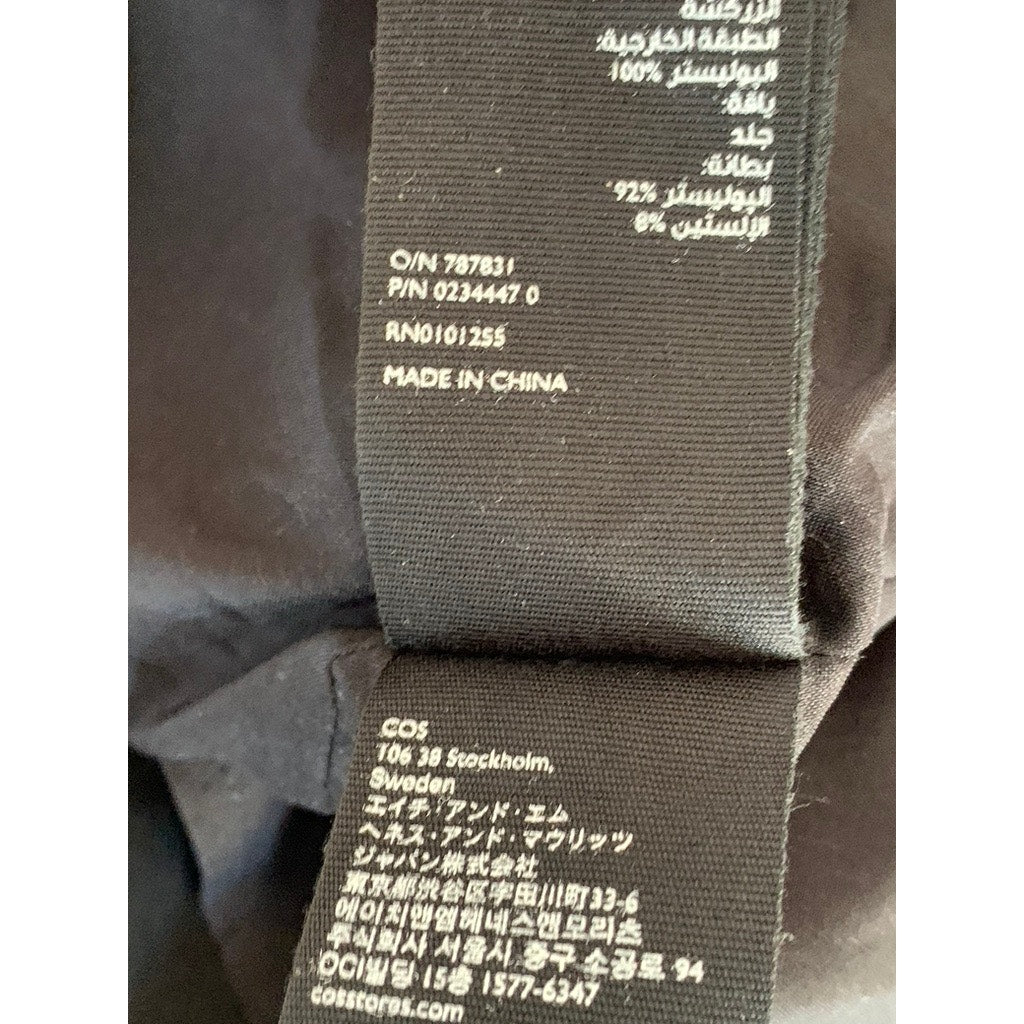 الزركشة
الطبقة الخارجية:
البوليستر %100
ياقة:
جلد
بطانة:
البوليستر %92
الإلستين %8
O/N 787831
P/N 0234447 0
RN0101255
MADE IN CHINA
COS
T06 38 Stockholm,
Sweden
エイチ・アンド・エム
ヘネス・アンド・マウリッツ
ジャパン株式会社
東京都渋谷区宇田川町33-6
에이치앤엠헤네스앤모리츠
주식회사 서울시 중구 소공로 94
OCI빌딩 15층 1577-6347
cosstores.com